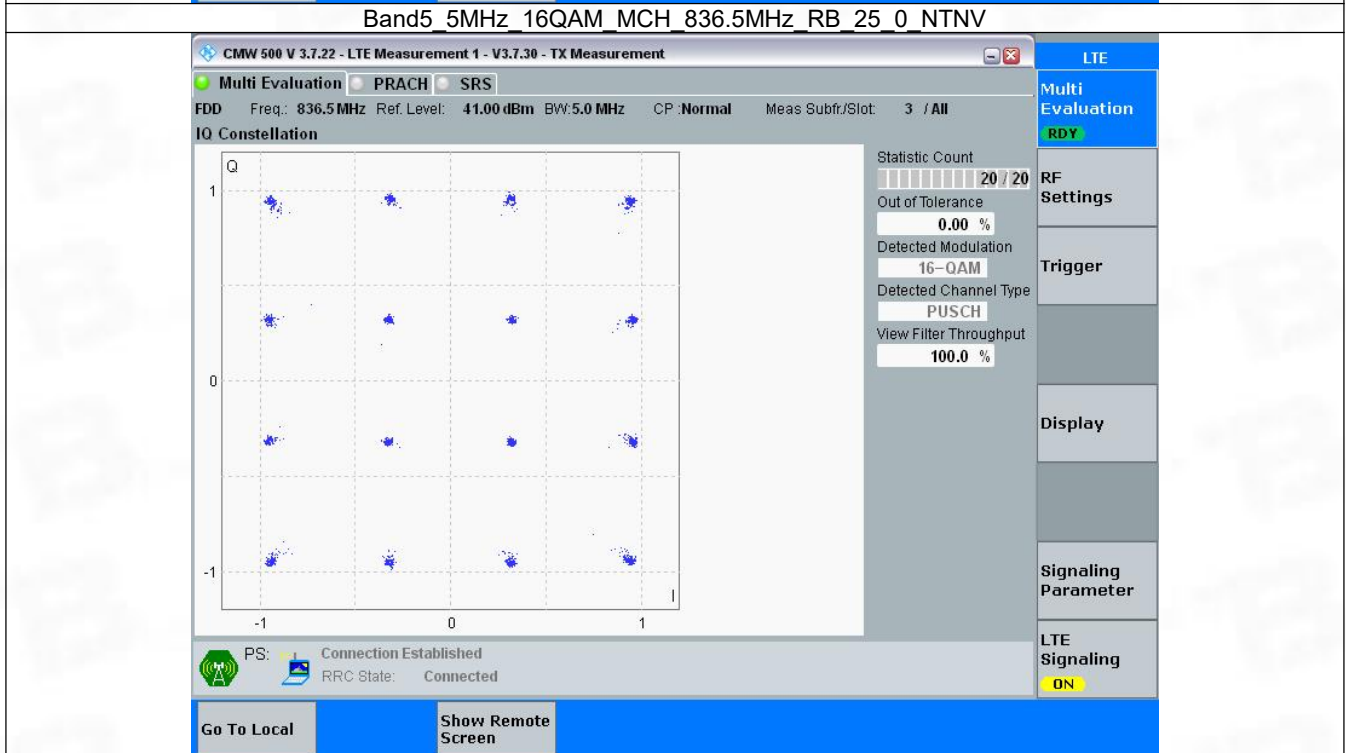 Band5_5MHz_16QAM_MCH_836.5MHz_RB_25_0_NTNV
CMW 500 V 3.7.22 - LTE Measurement 1 - V3.7.30 - TX Measurement
LTE
Multi Evaluation PRACH SRS
Multi
Evaluation
RDY
FDD Freq.: 836.5 MHz Ref. Level: 41.00 dBm BW:5.0 MHz CP :Normal Meas Subfr./Slot: 3 / All
IQ Constellation
Q
1
0
-1
I
-1 0 1
Statistic Count
20 / 20
Out of Tolerance
0.00 %
Detected Modulation
16-QAM
Detected Channel Type
PUSCH
View Filter Throughput
100.0 %
RF
Settings
Trigger
Display
Signaling
Parameter
LTE
Signaling
ON
PS: Connection Established
RRC State: Connected
Go To Local
Show Remote
Screen